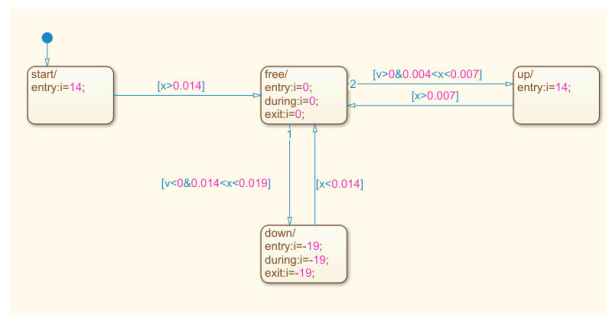 start/
entry:i=14;
[x>0.014]
free/
entry:i=0;
during:i=0;
exit:i=0;
2
[v>0&0.004<x<0.007]
[x>0.007]
up/
entry:i=14;
1
[v<0&0.014<x<0.019]
[x<0.014]
down/
entry:i=-19;
during:i=-19;
exit:i=-19;